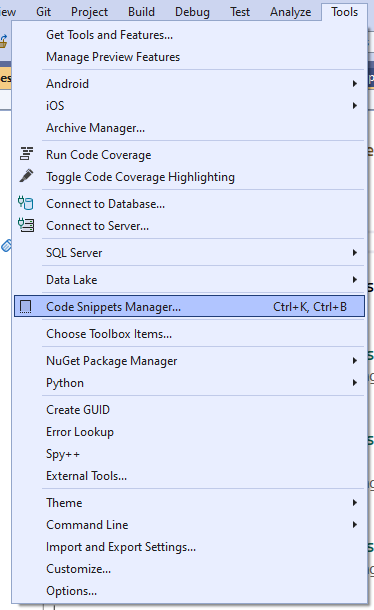 Git Project Build Debug Test Analyze Tools
Get Tools and Features...
Manage Preview Features
Android
iOS
Archive Manager...
Run Code Coverage
Toggle Code Coverage Highlighting
Connect to Database...
Connect to Server...
SQL Server
Data Lake
Code Snippets Manager... Ctrl+K, Ctrl+B
Choose Toolbox Items...
NuGet Package Manager
Python
Create GUID
Error Lookup
Spy++
External Tools...
Theme
Command Line
Import and Export Settings...
Customize...
Options...